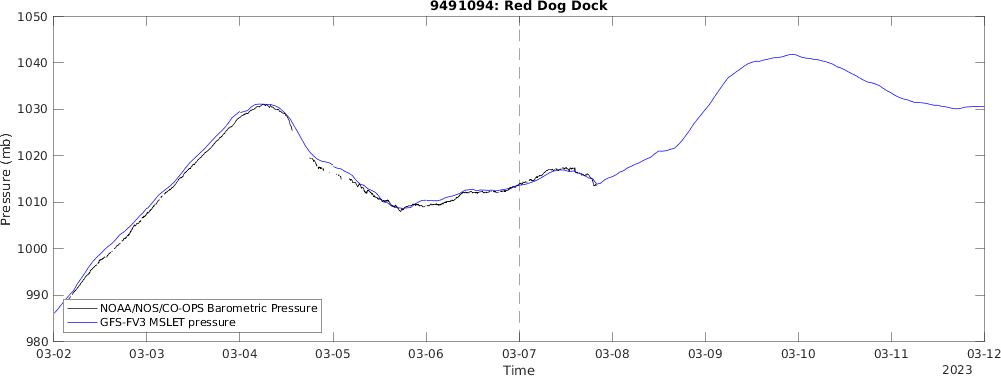 9491094: Red Dog Dock
Pressure (mb)
1050
1040
1030
1020
1010
1000
990
980
NOAA/NOS/CO-OPS Barometric Pressure
GFS-FV3 MSLET pressure
03-02 03-03 03-04 03-05 03-06 03-07 03-08 03-09 03-10 03-11 03-12
Time
2023